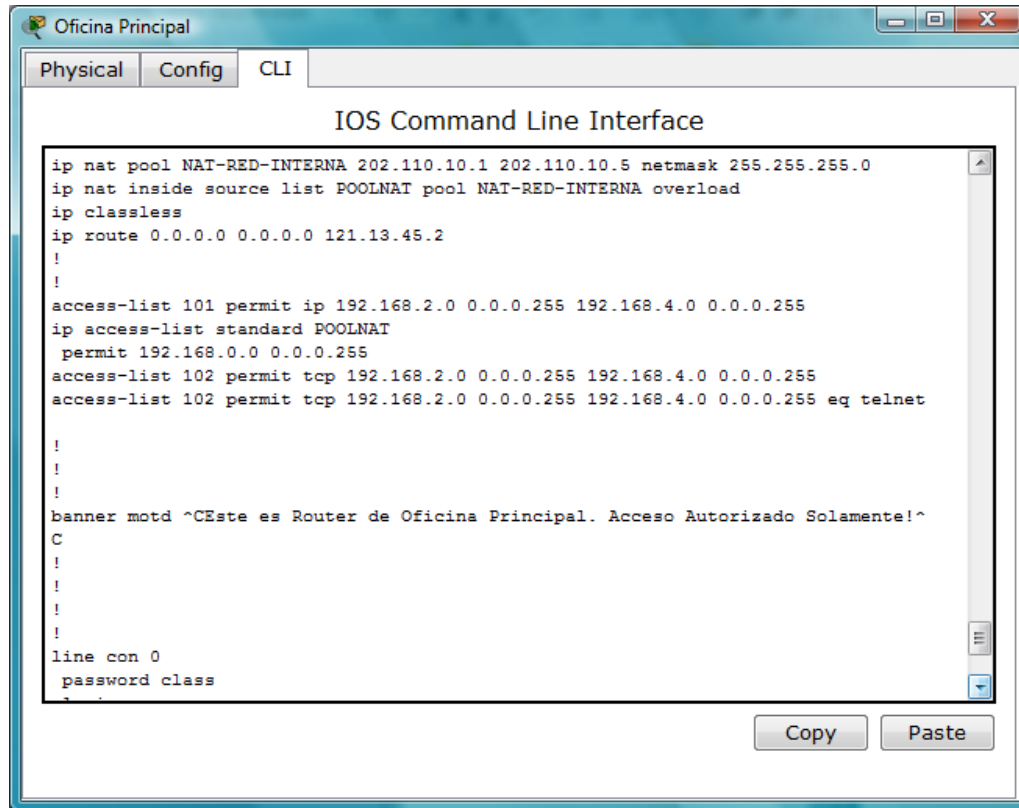 Oficina Principal
Physical Config CLI
IOS Command Line Interface
ip nat pool NAT-RED-INTERNA 202.110.10.1 202.110.10.5 netmask 255.255.255.0
ip nat inside source list POOLNAT pool NAT-RED-INTERNA overload
ip classless
ip route 0.0.0.0 0.0.0.0 121.13.45.2
!
!
access-list 101 permit ip 192.168.2.0 0.0.0.255 192.168.4.0 0.0.0.255
ip access-list standard POOLNAT
permit 192.168.0.0 0.0.0.255
access-list 102 permit tcp 192.168.2.0 0.0.0.255 192.168.4.0 0.0.0.255
access-list 102 permit tcp 192.168.2.0 0.0.0.255 192.168.4.0 0.0.0.255 eq telnet
!
!
!
banner motd ^CEste es Router de Oficina Principal. Acceso Autorizado Solamente!^
C
!
!
!
!
line con 0
password class
Copy Paste